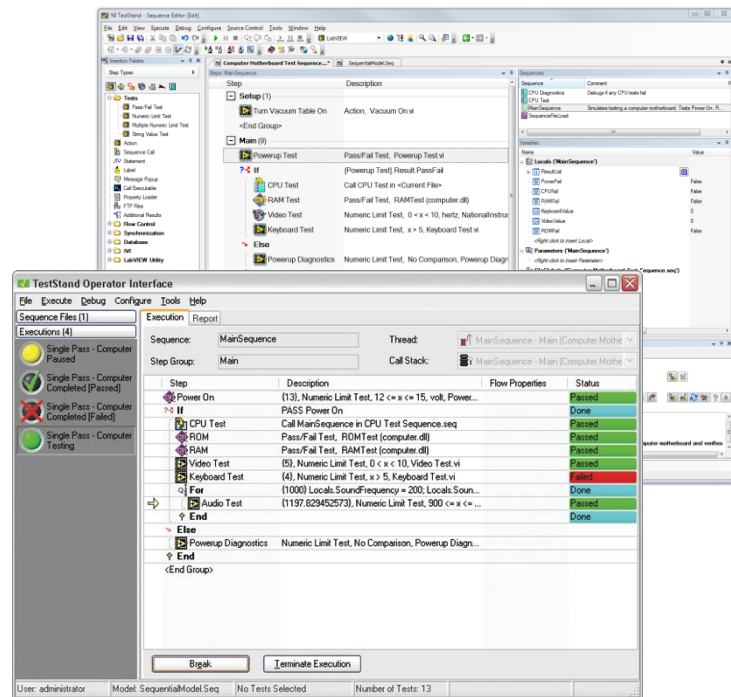 NI TestStand - Sequence Editor [Edit]
File Edit View Execute Debug Configure Source Control Tools Window Help
LabVIEW
Insertion Palette
Step Types
Tests
Pass/Fail Test
Numeric Limit Test
Multiple Numeric Limit Test
String Value Test
Action
Sequence Call
Statement
Label
Message Popup
Call Executable
Property Loader
FTP Files
Additional Results
Flow Control
Synchronization
Database
IVI
LabVIEW Utility
Computer Motherboard Test Sequence...* SequentialModel.Seq
Steps: MainSequence
Step Description
Setup (1)
Turn Vacuum Table On Action, Vacuum On.vi
<End Group>
Main (9)
Powerup Test Pass/Fail Test, Powerup Test.vi
If {Powerup Test}.Result.PassFail
CPU Test Call CPU Test in <Current File>
RAM Test Pass/Fail Test, RAMTest (computer.dll)
Video Test Numeric Limit Test, 0 < x < 10, hertz, NationalInstrum
Keyboard Test Numeric Limit Test, x > 5, Keyboard Test.vi
Else
Powerup Diagnostics Numeric Limit Test, No Comparison, Powerup Diagn
Sequences
Sequence Comment
CPU Diagnostics Debugs if any CPU tests fail
CPU Test
MainSequence Simulates testing a computer motherboard. Tests Power On, R
SequenceFileLoad
Variables
Name Value
Locals ('MainSequence')
ResultList
PowerFail False
CPUFail False
RAMFail False
KeyboardValue 0
VideoValue 0
ROMFail False
<Right click to insert Local>
Parameters ('MainSequence')
<Right click to insert Parameter>
False
puter motherboard and verifies
TestStand Operator Interface
File Execute Debug Configure Tools Help
Sequence Files (1)
Executions (4)
Single Pass - Computer
Paused
Single Pass - Computer
Completed [Passed]
Single Pass - Computer
Completed [Failed]
Single Pass - Computer
Testing
Execution Report
Sequence: MainSequence Thread: MainSequence - Main (Computer Mothe
Step Group: Main Call Stack: MainSequence - Main (Computer Mothe
Step Description Flow Properties Status
Power On {13}, Numeric Limit Test, 12 <= x <= 15, volt, Power... Passed
If PASS Power On Done
CPU Test Call MainSequence in CPU Test Sequence.seq Passed
ROM Pass/Fail Test, ROMTest (computer.dll) Passed
RAM Pass/Fail Test, RAMTest (computer.dll) Passed
Video Test {5}, Numeric Limit Test, 0 < x < 10, Video Test.vi Passed
Keyboard Test {4}, Numeric Limit Test, x > 5, Keyboard Test.vi Failed
For {1000} Locals.SoundFrequency = 200; Locals.Soun... Done
Audio Test {1197.829452573}, Numeric Limit Test, 900 <= x <= ... Passed
End Done
Else
Powerup Diagnostics Numeric Limit Test, No Comparison, Powerup Diagn...
End
<End Group>
Break Terminate Execution
User: administrator Model: SequentialModel.Seq No Tests Selected Number of Tests: 13